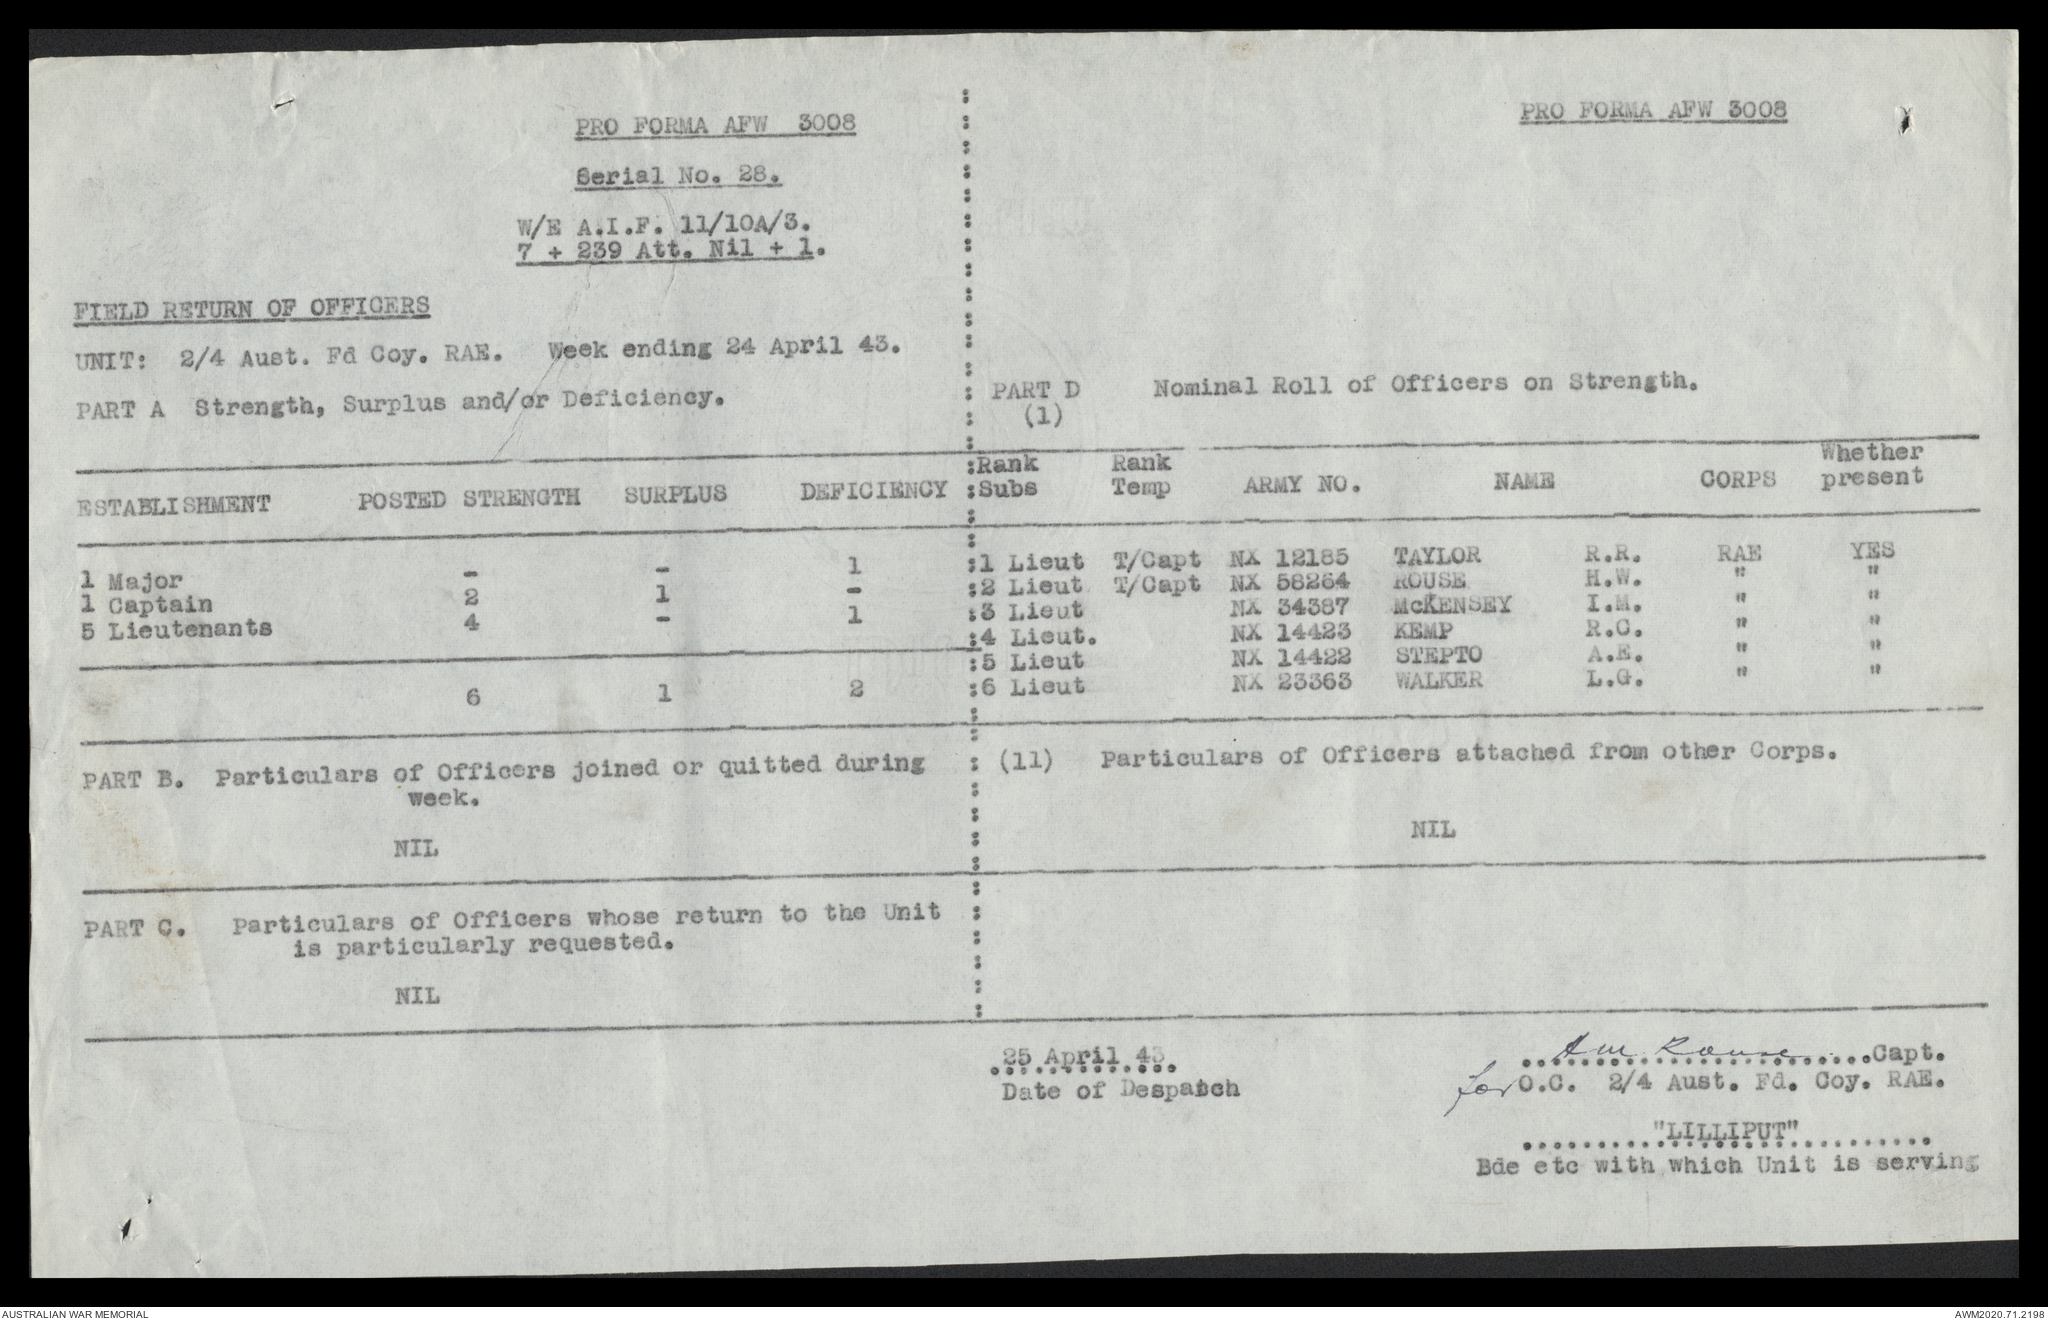 PRO FORMA AFW 3008
Serial No. 28.
W/E A.I.F. 11/10A/3.
7 + 239 Att. Nil + 1.
FIELD RETURN OF OFFICERS
UNIT: 2/4 Aust. Fd Coy. RAE. Week ending 24 April 43.
PART A Strength, Surplus and/or Deficiency.
ESTABLISHMENT POSTED STRENGTH SURPLUS DEFICIENCY
1 Major - - 1
1 Captain 2 1 -
5 Lieutenants 4 - 1
6 1 2
PART B. Particulars of Officers joined or quitted during
week.
NIL
PART C. Particulars of Officers whose return to the Unit
is particularly requested.
NIL
PRO FORMA AFW 3008
PART D Nominal Roll of Officers on Strength.
(1)
Rank Rank Whether
Subs Temp ARMY NO. NAME CORPS present
1 Lieut T/Capt NX 12185 TAYLOR R.R. RAE YES
2 Lieut T/Capt NX 58264 ROUSE H.W. " "
3 Lieut NX 34387 McKENSEY I.M. " "
4 Lieut. NX 14423 KEMP R.C. " "
5 Lieut NX 14422 STEPTO A.E. " "
6 Lieut NX 23363 WALKER L.G. " "
(11) Particulars of Officers attached from other Corps.
NIL
25 April 43
Date of Despatch
Rouse Capt.
for O.C. 2/4 Aust. Fd. Coy. RAE.
"LILLIPUT"
Bde etc with which Unit is serving
AUSTRALIAN WAR MEMORIAL
AWM2020.71.2198